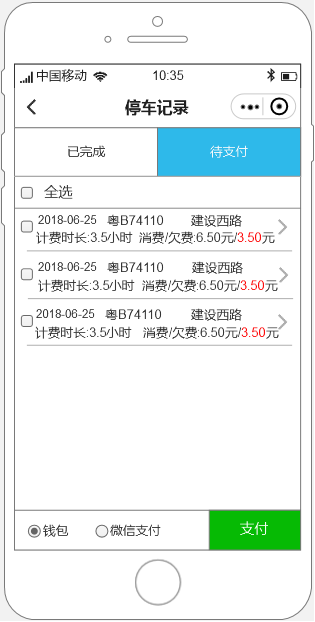 中国移动 10:35
停车记录
已完成 待支付
全选
2018-06-25 粤B74110 建设西路
计费时长:3.5小时 消费/欠费:6.50元/3.50元
2018-06-25 粤B74110 建设西路
计费时长:3.5小时 消费/欠费:6.50元/3.50元
2018-06-25 粤B74110 建设西路
计费时长:3.5小时 消费/欠费:6.50元/3.50元
钱包 微信支付 支付